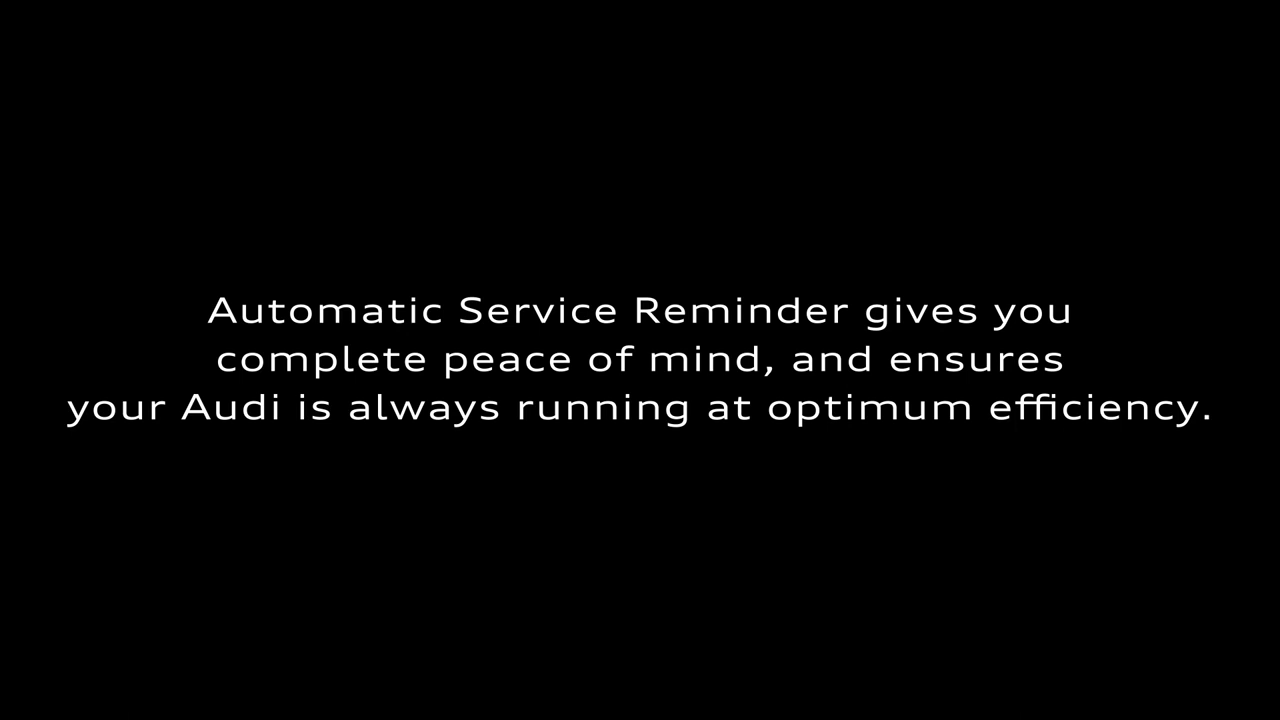 Automatic Service Reminder gives you
complete peace of mind, and ensures
your Audi is always running at optimum efficiency.